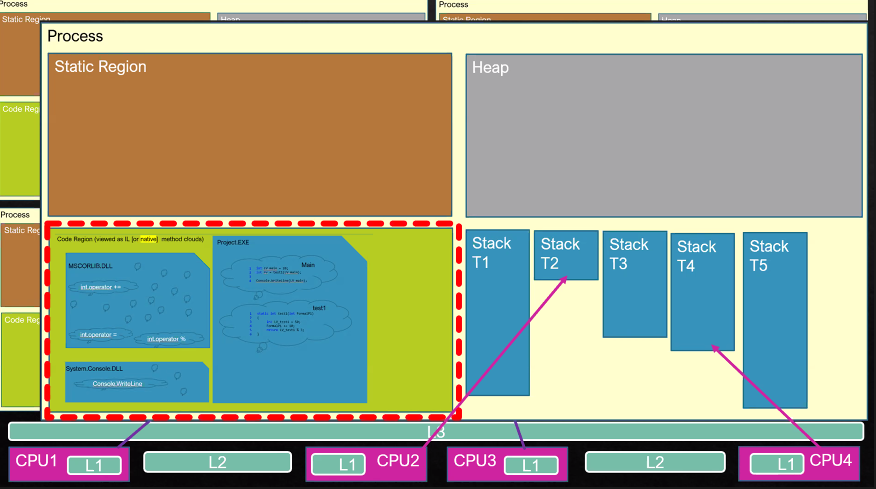 Process
Process
Static Region
Heap
Static Region
Heap
Process
Static Region
Heap
Code Reg
Process
Static Reg
Code Reg
Code Region (viewed as IL [or native] method clouds)
Project.EXE
MSCORLIB.DLL
int.operator +=
int.operator =
int.operator %
System.Console.DLL
Console.WriteLine
Main
test1
Stack
T1
Stack
T2
Stack
T3
Stack
T4
Stack
T5
L3
CPU1
L1
L2
L1
CPU2
CPU3
L1
L2
L1
CPU4